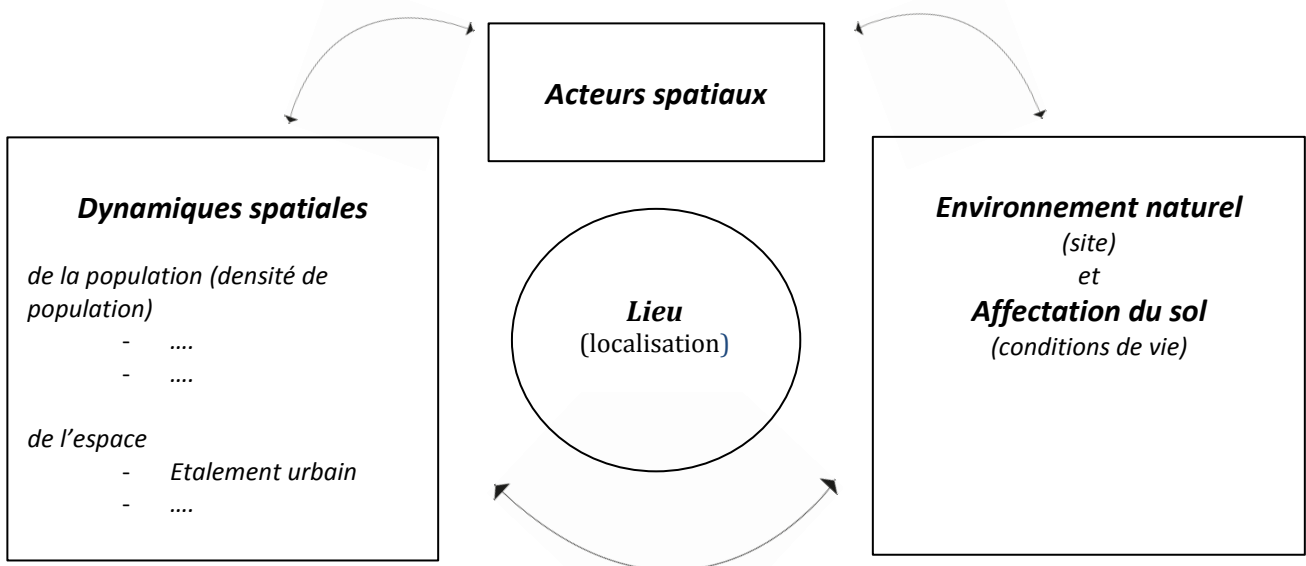 Acteurs spatiaux
Dynamiques spatiales
de la population (densité de
population)
- ....
- ....
de l’espace
- Etalement urbain
- ....
Lieu
(localisation)
Environnement naturel
(site)
et
Affectation du sol
(conditions de vie)